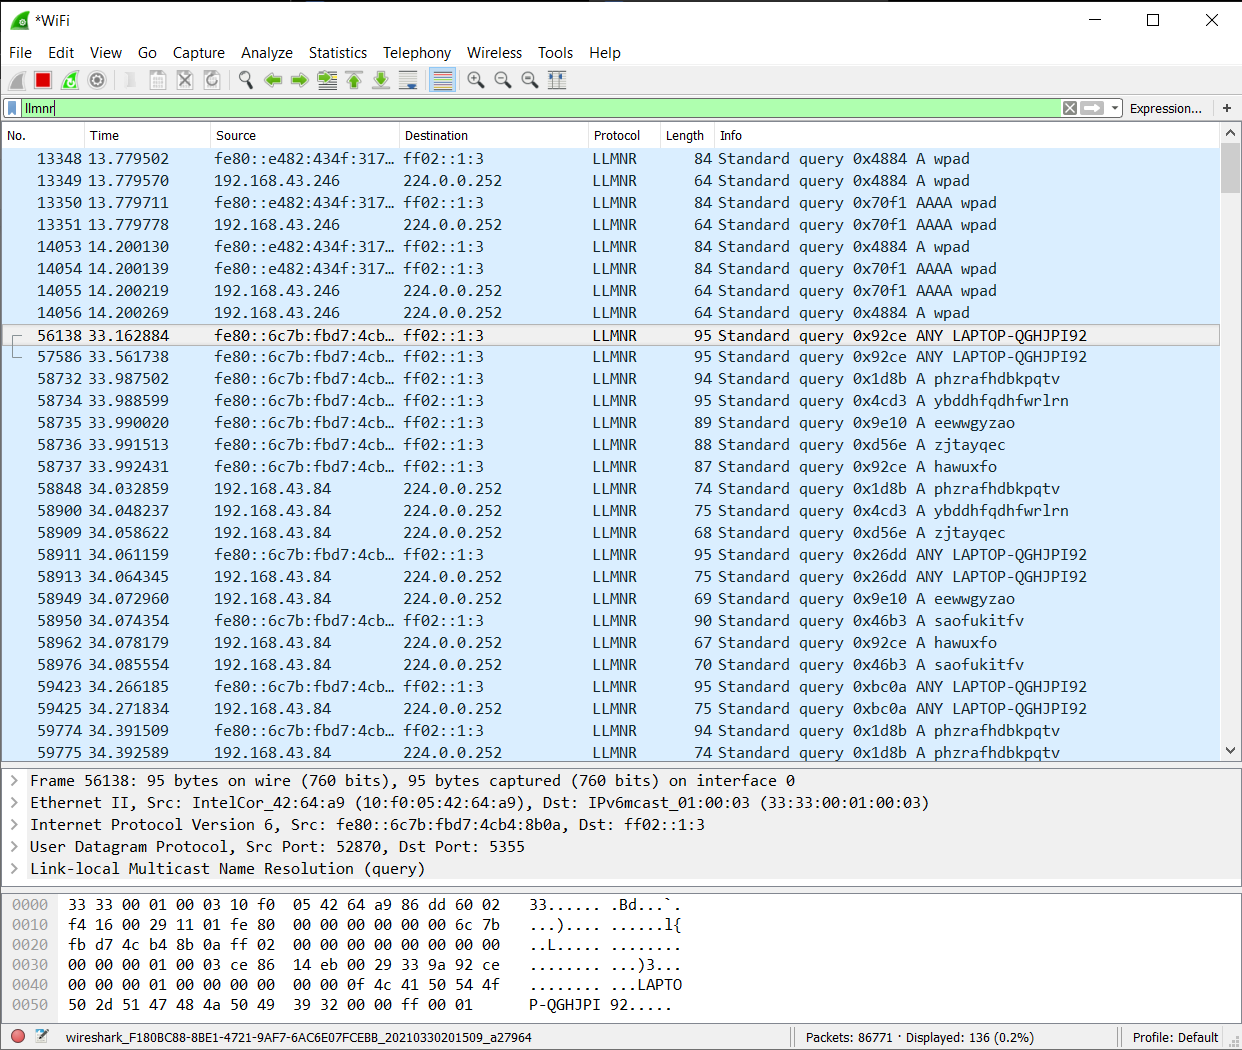 *WiFi
File Edit View Go Capture Analyze Statistics Telephony Wireless Tools Help
llmnr
Expression... +
No. Time Source Destination Protocol Length Info
13348 13.779502 fe80::e482:434f:317… ff02::1:3 LLMNR 84 Standard query 0x4884 A wpad
13349 13.779570 192.168.43.246 224.0.0.252 LLMNR 64 Standard query 0x4884 A wpad
13350 13.779711 fe80::e482:434f:317… ff02::1:3 LLMNR 84 Standard query 0x70f1 AAAA wpad
13351 13.779778 192.168.43.246 224.0.0.252 LLMNR 64 Standard query 0x70f1 AAAA wpad
14053 14.200130 fe80::e482:434f:317… ff02::1:3 LLMNR 84 Standard query 0x4884 A wpad
14054 14.200139 fe80::e482:434f:317… ff02::1:3 LLMNR 84 Standard query 0x70f1 AAAA wpad
14055 14.200219 192.168.43.246 224.0.0.252 LLMNR 64 Standard query 0x70f1 AAAA wpad
14056 14.200269 192.168.43.246 224.0.0.252 LLMNR 64 Standard query 0x4884 A wpad
56138 33.162884 fe80::6c7b:fbd7:4cb… ff02::1:3 LLMNR 95 Standard query 0x92ce ANY LAPTOP-QGHJPI92
57586 33.561738 fe80::6c7b:fbd7:4cb… ff02::1:3 LLMNR 95 Standard query 0x92ce ANY LAPTOP-QGHJPI92
58732 33.987502 fe80::6c7b:fbd7:4cb… ff02::1:3 LLMNR 94 Standard query 0x1d8b A phzrafhdbkpqtv
58734 33.988599 fe80::6c7b:fbd7:4cb… ff02::1:3 LLMNR 95 Standard query 0x4cd3 A ybddhfqdhfwrlrn
58735 33.990020 fe80::6c7b:fbd7:4cb… ff02::1:3 LLMNR 89 Standard query 0x9e10 A eewwgyzao
58736 33.991513 fe80::6c7b:fbd7:4cb… ff02::1:3 LLMNR 88 Standard query 0xd56e A zjtayqec
58737 33.992431 fe80::6c7b:fbd7:4cb… ff02::1:3 LLMNR 87 Standard query 0x92ce A hawuxfo
58848 34.032859 192.168.43.84 224.0.0.252 LLMNR 74 Standard query 0x1d8b A phzrafhdbkpqtv
58900 34.048237 192.168.43.84 224.0.0.252 LLMNR 75 Standard query 0x4cd3 A ybddhfqdhfwrlrn
58909 34.058622 192.168.43.84 224.0.0.252 LLMNR 68 Standard query 0xd56e A zjtayqec
58911 34.061159 fe80::6c7b:fbd7:4cb… ff02::1:3 LLMNR 95 Standard query 0x26dd ANY LAPTOP-QGHJPI92
58913 34.064345 192.168.43.84 224.0.0.252 LLMNR 75 Standard query 0x26dd ANY LAPTOP-QGHJPI92
58949 34.072960 192.168.43.84 224.0.0.252 LLMNR 69 Standard query 0x9e10 A eewwgyzao
58950 34.074354 fe80::6c7b:fbd7:4cb… ff02::1:3 LLMNR 90 Standard query 0x46b3 A saofukitfv
58962 34.078179 192.168.43.84 224.0.0.252 LLMNR 67 Standard query 0x92ce A hawuxfo
58976 34.085554 192.168.43.84 224.0.0.252 LLMNR 70 Standard query 0x46b3 A saofukitfv
59423 34.266185 fe80::6c7b:fbd7:4cb… ff02::1:3 LLMNR 95 Standard query 0xbc0a ANY LAPTOP-QGHJPI92
59425 34.271834 192.168.43.84 224.0.0.252 LLMNR 75 Standard query 0xbc0a ANY LAPTOP-QGHJPI92
59774 34.391509 fe80::6c7b:fbd7:4cb… ff02::1:3 LLMNR 94 Standard query 0x1d8b A phzrafhdbkpqtv
59775 34.392589 192.168.43.84 224.0.0.252 LLMNR 74 Standard query 0x1d8b A phzrafhdbkpqtv
Frame 56138: 95 bytes on wire (760 bits), 95 bytes captured (760 bits) on interface 0
Ethernet II, Src: IntelCor_42:64:a9 (10:f0:05:42:64:a9), Dst: IPv6mcast_01:00:03 (33:33:00:01:00:03)
Internet Protocol Version 6, Src: fe80::6c7b:fbd7:4cb4:8b0a, Dst: ff02::1:3
User Datagram Protocol, Src Port: 52870, Dst Port: 5355
Link-local Multicast Name Resolution (query)
0000 33 33 00 01 00 03 10 f0 05 42 64 a9 86 dd 60 02 33...... .Bd...`.
0010 f4 16 00 29 11 01 fe 80 00 00 00 00 00 00 6c 7b ...).... ......l{
0020 fb d7 4c b4 8b 0a ff 02 00 00 00 00 00 00 00 00 ..L..... ........
0030 00 00 00 01 00 03 ce 86 14 eb 00 29 33 9a 92 ce ........ ...)3...
0040 00 00 00 01 00 00 00 00 00 00 0f 4c 41 50 54 4f ........ ...LAPTO
0050 50 2d 51 47 48 4a 50 49 39 32 00 00 ff 00 01 P-QGHJPI 92.....
wireshark_F180BC88-8BE1-4721-9AF7-6AC6E07FCEBB_20210330201509_a27964 Packets: 86771 · Displayed: 136 (0.2%) Profile: Default